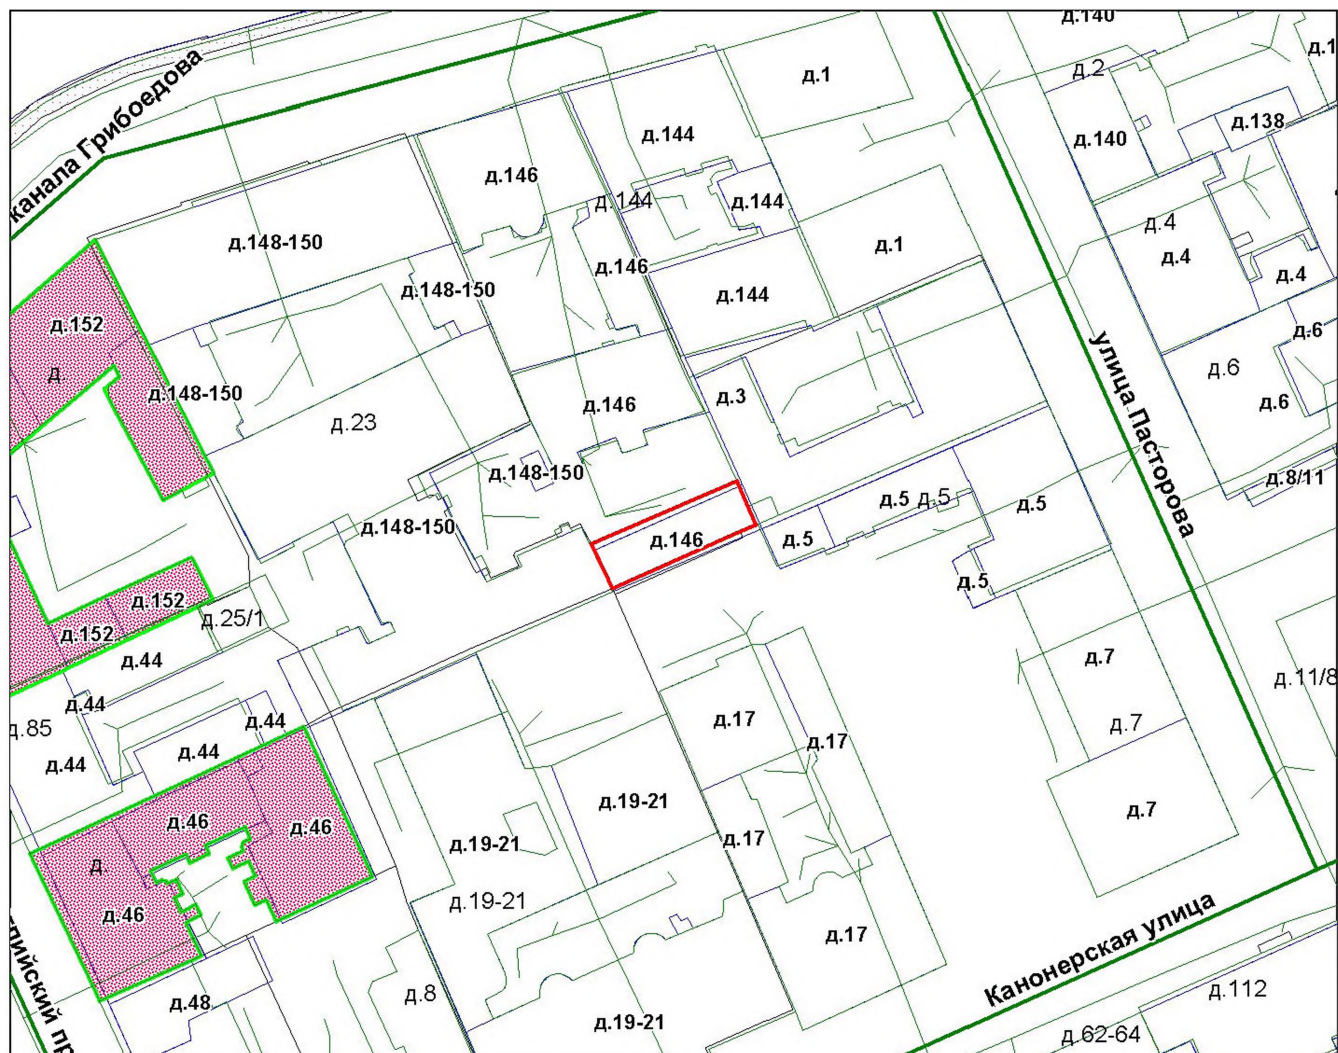 д.140
д.1
д.1
д.2
д.138
д.140
д.144
канала Грибоедова
д.146
д.144
д.144
д.148-150
д.1
д.4
д.4
д.4
д.146
д.148-150
д.144
д.152
д
д.6
д.6
д.6
улица Пасторова
д.148-150
д.3
д.146
д.23
д.148-150
д.8/11
д.5
д.5
д.5
д.148-150
д.146
д.5
д.5
д.152
д.25/1
д.152
д.44
д.7
д.11/8
д.44
д.44
д.17
д.7
д.85
д.44
д.44
д.17
д.19-21
д.7
д.46
д.46
д.19-21
д.17
д
д.46
д.19-21
д.17
Канонерская улица
д.48
д.8
д.19-21
д.112
д.62-64